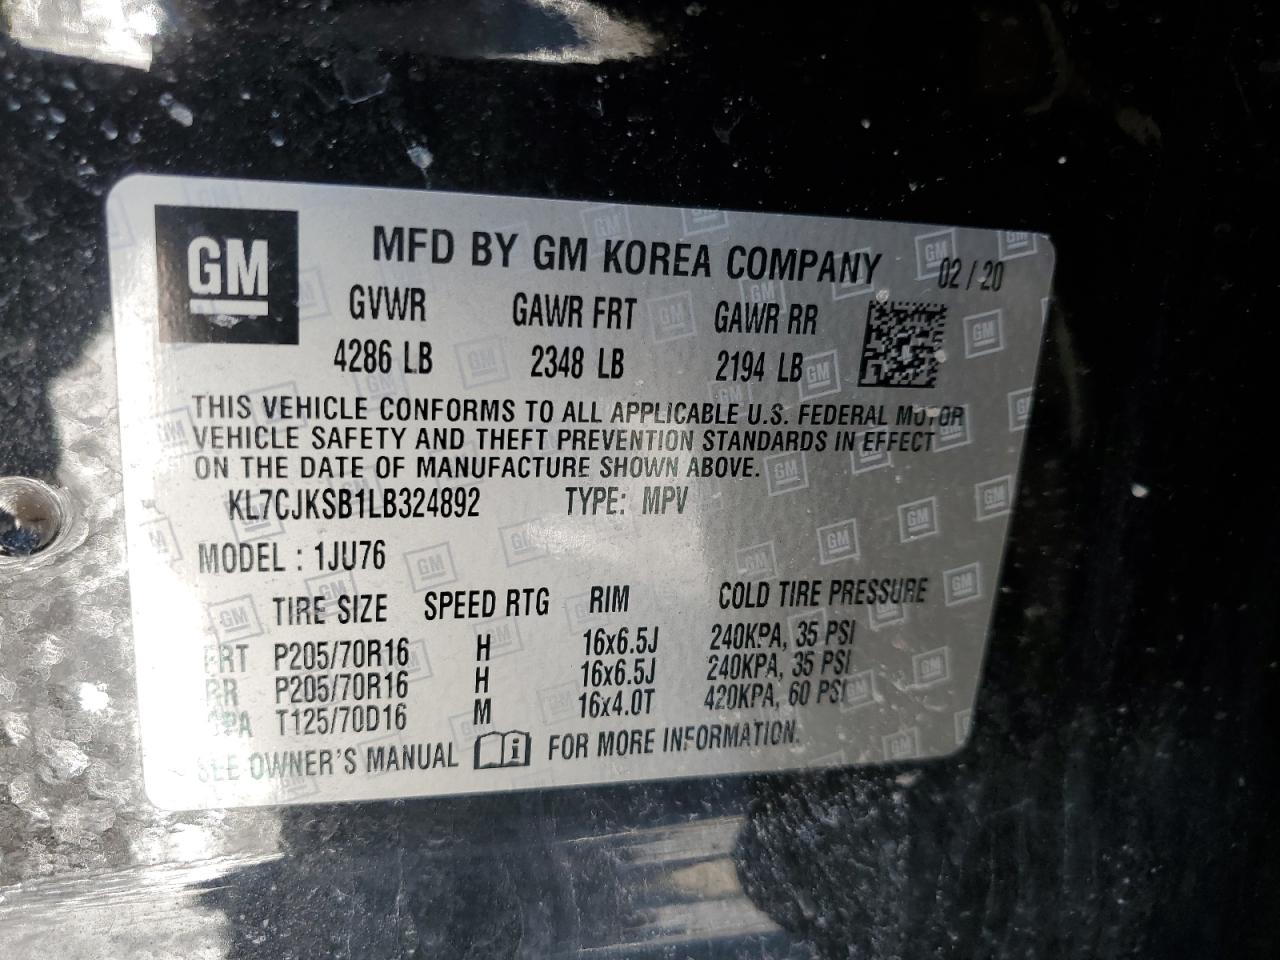 GM
MFD BY GM KOREA COMPANY 02/20
GVWR GAWR FRT GAWR RR
4286 LB 2348 LB 2194 LB
THIS VEHICLE CONFORMS TO ALL APPLICABLE U.S. FEDERAL MOTOR
VEHICLE SAFETY AND THEFT PREVENTION STANDARDS IN EFFECT
ON THE DATE OF MANUFACTURE SHOWN ABOVE.
KL7CJKSB1LB324892 TYPE: MPV
MODEL : 1JU76
TIRE SIZE SPEED RTG RIM COLD TIRE PRESSURE
FRT P205/70R16 H 16x6.5J 240KPA, 35 PSI
RR P205/70R16 H 16x6.5J 240KPA, 35 PSI
SPA T125/70D16 M 16x4.0T 420KPA, 60 PSI
SEE OWNER'S MANUAL i FOR MORE INFORMATION.